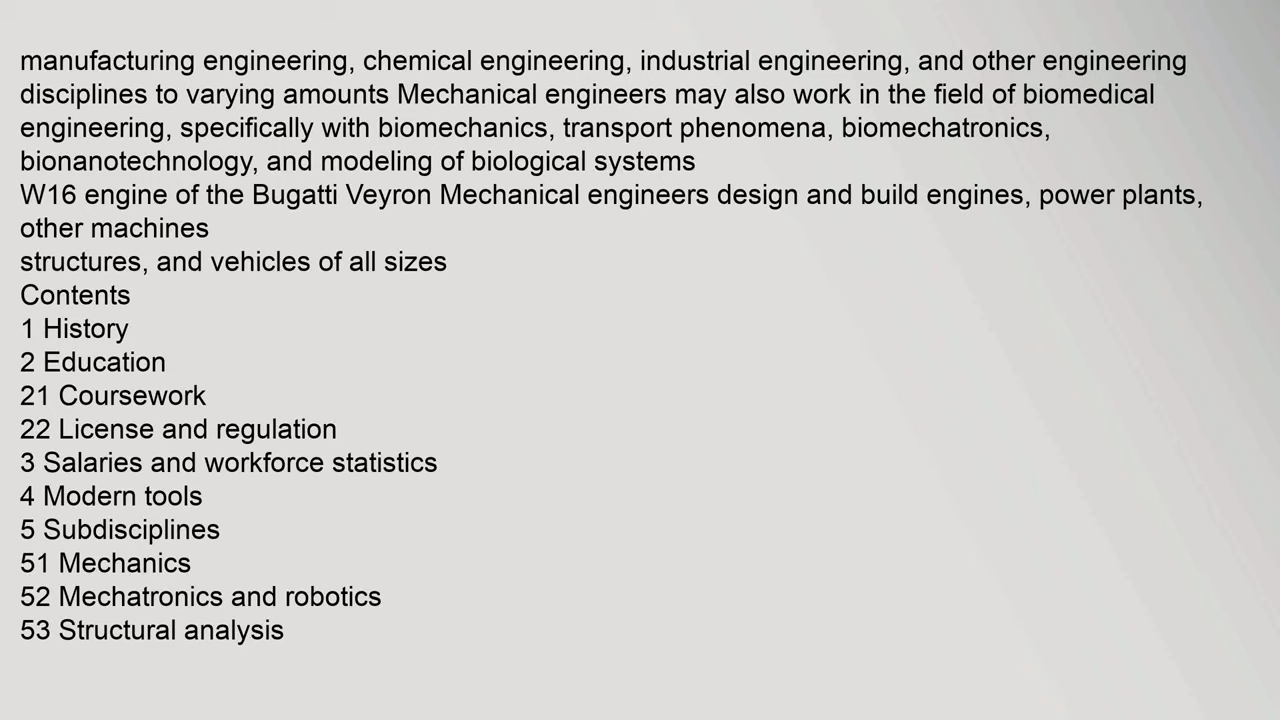 manufacturing engineering, chemical engineering, industrial engineering, and other engineering
disciplines to varying amounts Mechanical engineers may also work in the field of biomedical
engineering, specifically with biomechanics, transport phenomena, biomechatronics,
bionanotechnology, and modeling of biological systems
W16 engine of the Bugatti Veyron Mechanical engineers design and build engines, power plants,
other machines
structures, and vehicles of all sizes
Contents
1 History
2 Education
21 Coursework
22 License and regulation
3 Salaries and workforce statistics
4 Modern tools
5 Subdisciplines
51 Mechanics
52 Mechatronics and robotics
53 Structural analysis